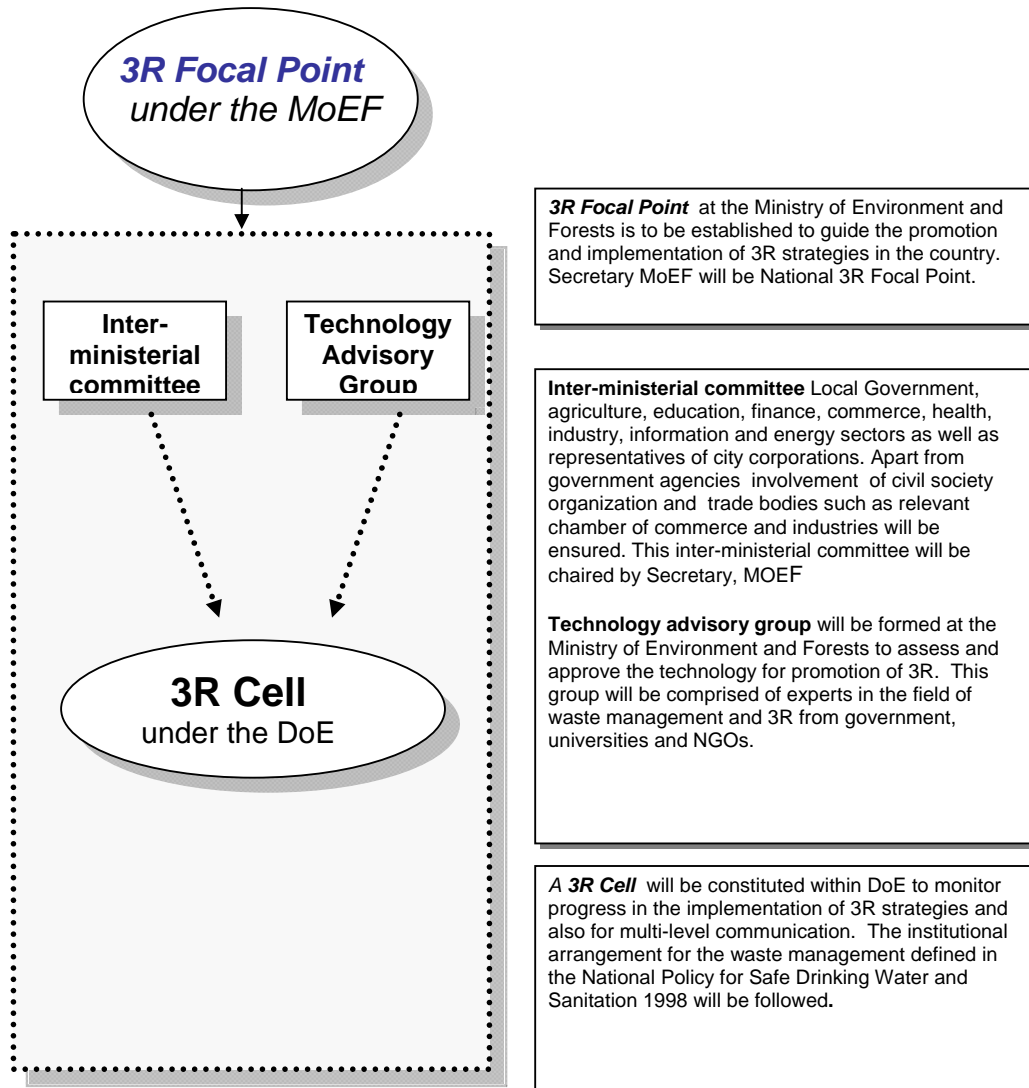 3R Focal Point
under the MoEF
Inter-
ministerial
committee
Technology
Advisory
Group
3R Cell
under the DoE
3R Focal Point at the Ministry of Environment and
Forests is to be established to guide the promotion
and implementation of 3R strategies in the country.
Secretary MoEF will be National 3R Focal Point.
Inter-ministerial committee Local Government,
agriculture, education, finance, commerce, health,
industry, information and energy sectors as well as
representatives of city corporations. Apart from
government agencies involvement of civil society
organization and trade bodies such as relevant
chamber of commerce and industries will be
ensured. This inter-ministerial committee will be
chaired by Secretary, MOEF
Technology advisory group will be formed at the
Ministry of Environment and Forests to assess and
approve the technology for promotion of 3R. This
group will be comprised of experts in the field of
waste management and 3R from government,
universities and NGOs.
A 3R Cell will be constituted within DoE to monitor
progress in the implementation of 3R strategies and
also for multi-level communication. The institutional
arrangement for the waste management defined in
the National Policy for Safe Drinking Water and
Sanitation 1998 will be followed.